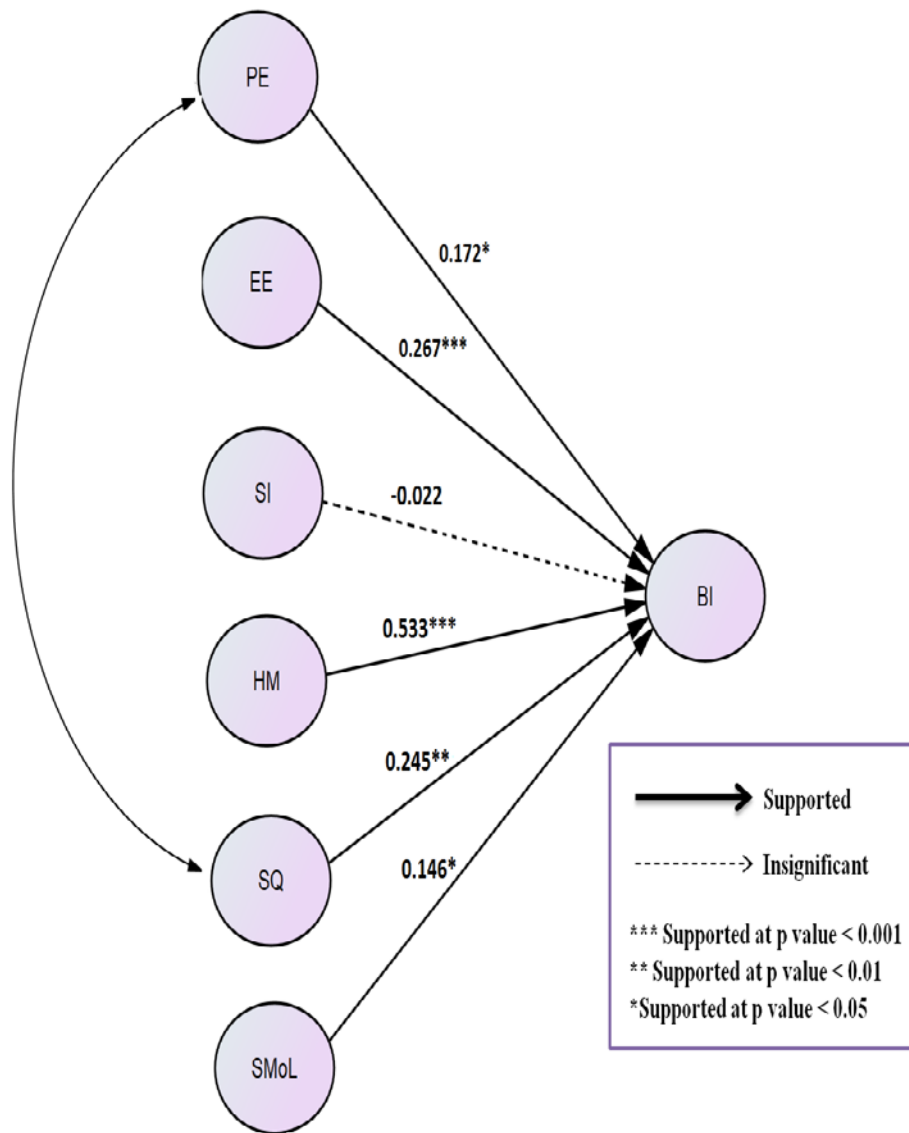 PE
0.172*
EE
0.267***
SI
-0.022
BI
0.533***
HM
0.245**
SQ
0.146*
SMoL
Supported
Insignificant
*** Supported at p value < 0.001
** Supported at p value < 0.01
*Supported at p value < 0.05